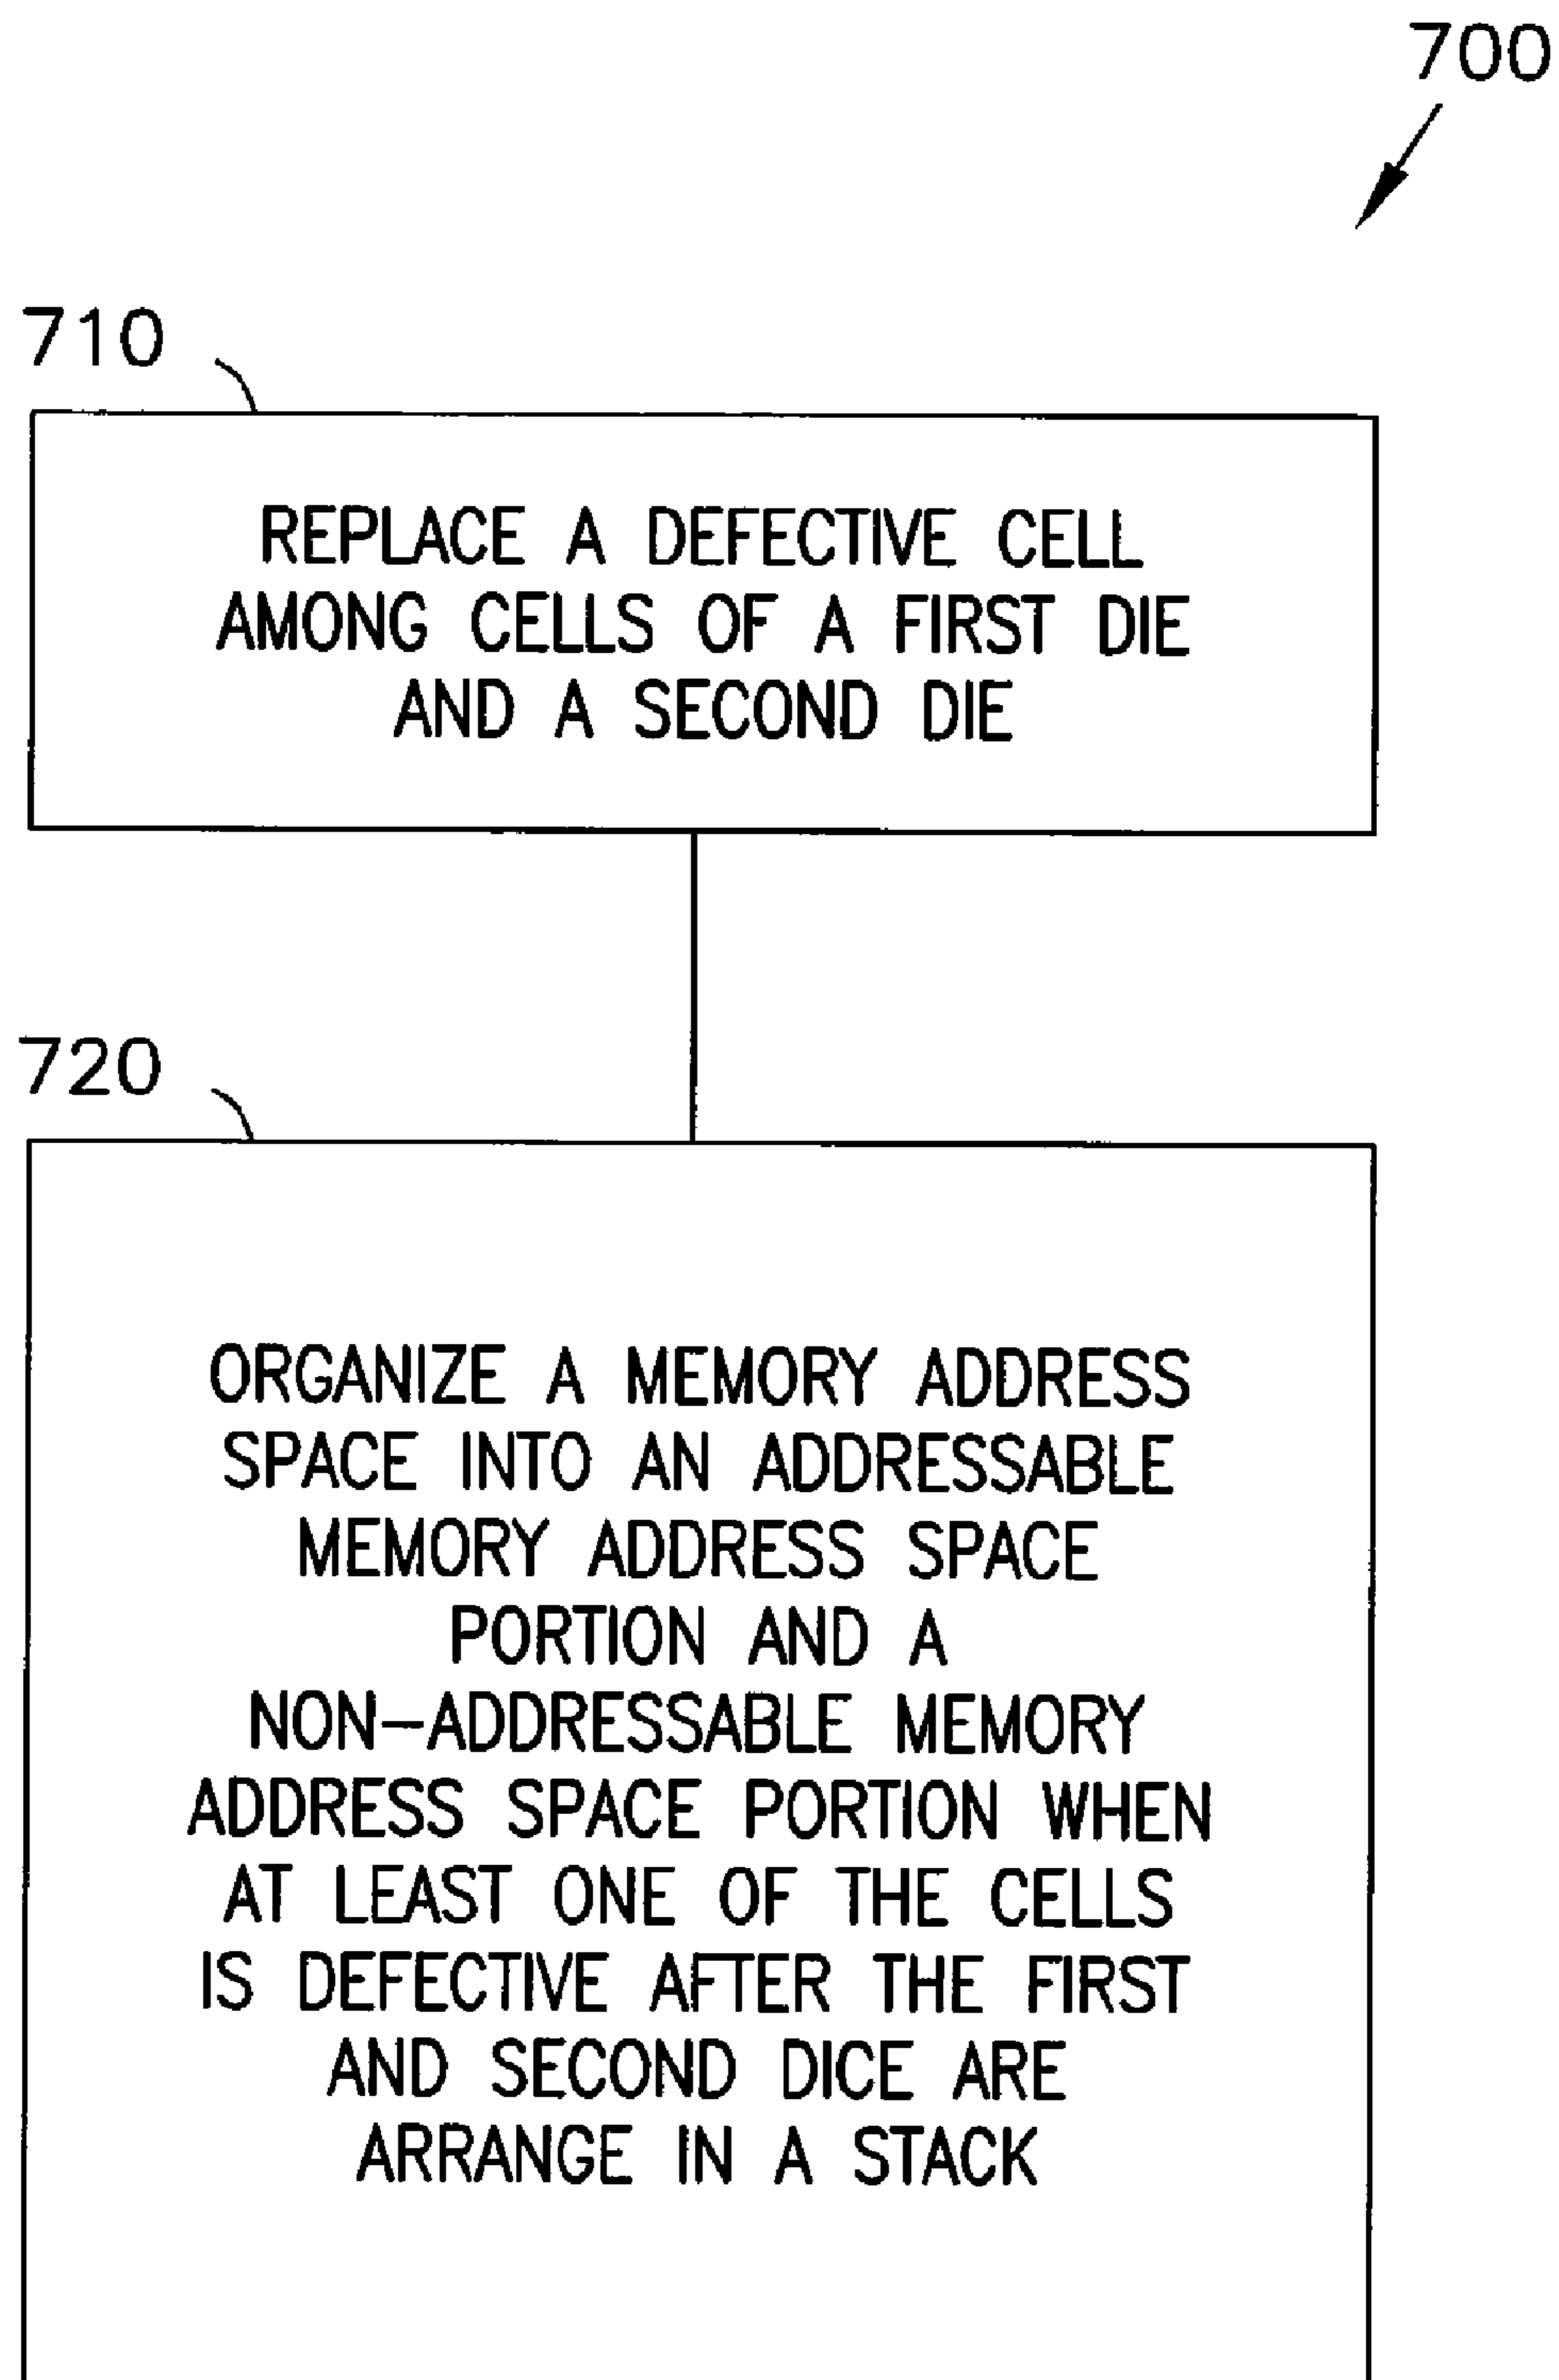 700
710
REPLACE A DEFECTIVE CELL
AMONG CELLS OF A FIRST DIE
AND A SECOND DIE
720
ORGANIZE A MEMORY ADDRESS
SPACE INTO AN ADDRESSABLE
MEMORY ADDRESS SPACE
PORTION AND A
NON-ADDRESSABLE MEMORY
ADDRESS SPACE PORTION WHEN
AT LEAST ONE OF THE CELLS
IS DEFECTIVE AFTER THE FIRST
AND SECOND DICE ARE
ARRANGE IN A STACK